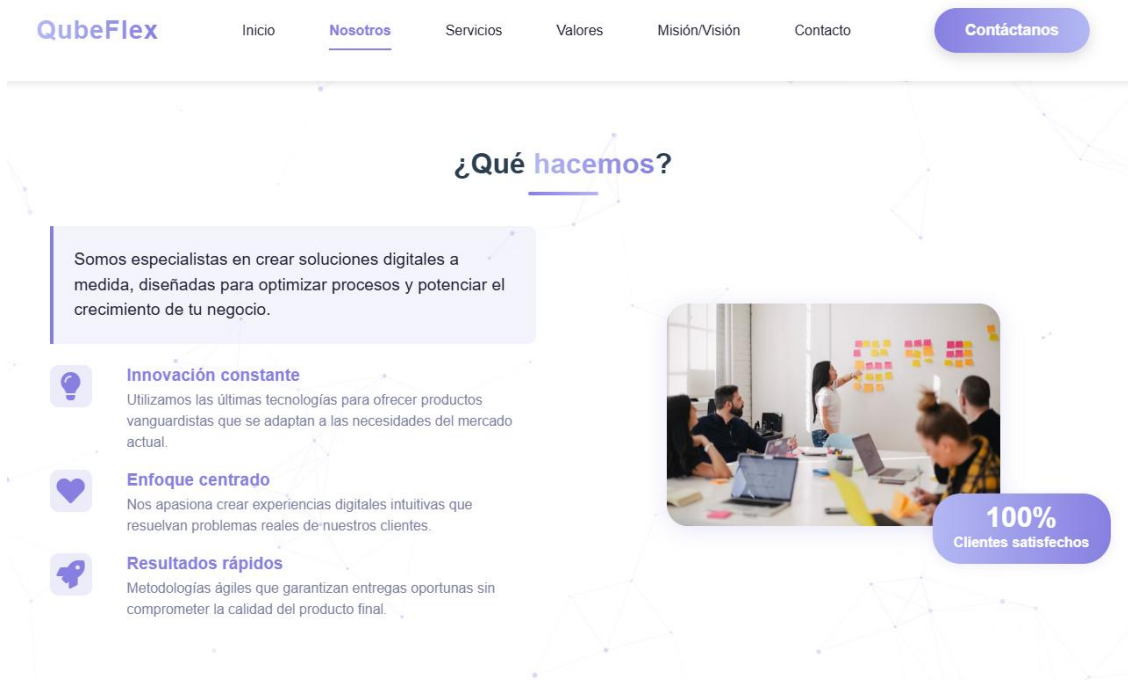 QubeFlex
Inicio
Nosotros
Servicios
Valores
Misión/Visión
Contacto
Contáctanos
¿Qué hacemos?
Somos especialistas en crear soluciones digitales a
medida, diseñadas para optimizar procesos y potenciar el
crecimiento de tu negocio.
Innovación constante
Utilizamos las últimas tecnologías para ofrecer productos
vanguardistas que se adaptan a las necesidades del mercado
actual.
Enfoque centrado
Nos apasiona crear experiencias digitales intuitivas que
resuelvan problemas reales de nuestros clientes.
Resultados rápidos
Metodologías ágiles que garantizan entregas oportunas sin
comprometer la calidad del producto final.
100%
Clientes satisfechos